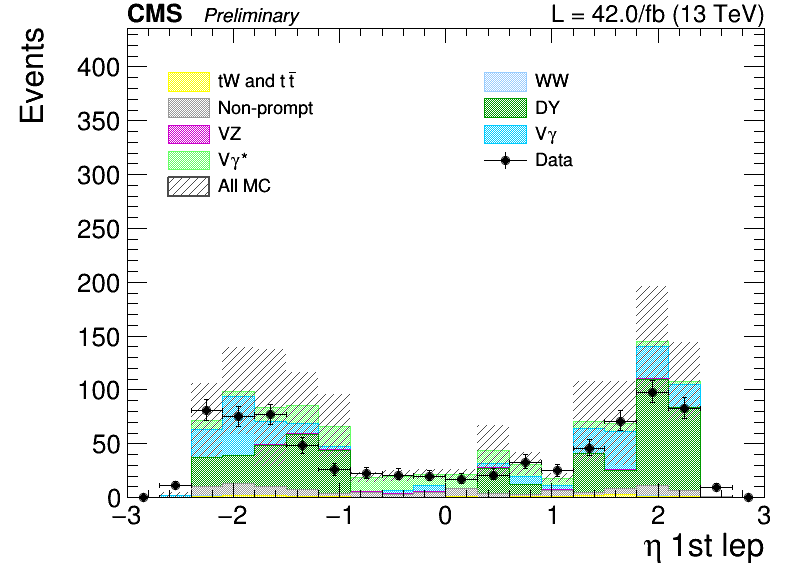 CMS Preliminary L = 42.0/fb (13 TeV)
Events
400
350
300
250
200
150
100
50
0
tW and t t̄
Non-prompt
VZ
Vγ*
All MC
WW
DY
Vγ
Data
−3 −2 −1 0 1 2 3
η 1st lep